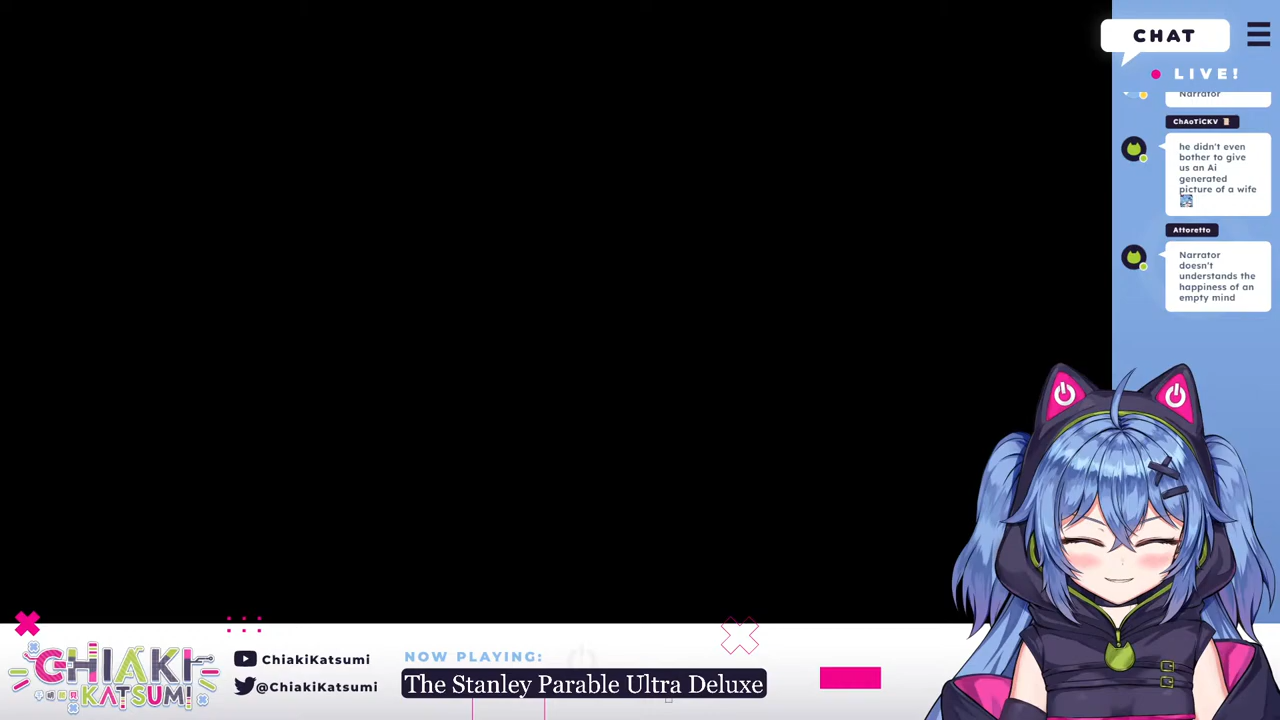 CHAT
LIVE!
Narrator
ChAoTiCKV
he didn't even
bother to give
us an Ai
generated
picture of a wife
Attoretto
Narrator
doesn't
understands the
happiness of an
empty mind
CHIAKI
KATSUMI
ChiakiKatsumi
@ChiakiKatsumi
NOW PLAYING:
The Stanley Parable Ultra Deluxe